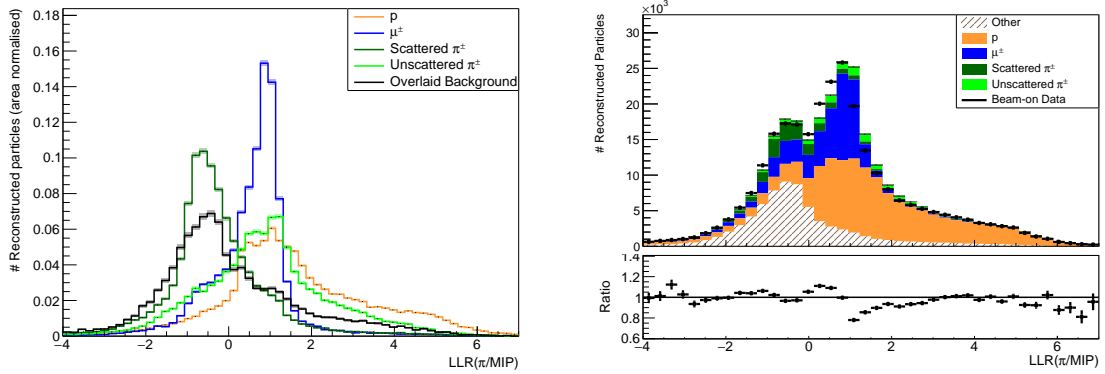 # Reconstructed particles (area normalised)
0.18
0.16
0.14
0.12
0.1
0.08
0.06
0.04
0.02
0
p
μ±
Scattered π±
Unscattered π±
Overlaid Background
−4 −2 0 2 4 6
LLR(π/MIP)
×10³
# Reconstructed Particles
30
25
20
15
10
5
0
Other
p
μ±
Scattered π±
Unscattered π±
Beam-on Data
Ratio
1.4
1.2
1
0.8
0.6
−4 −2 0 2 4 6
LLR(π/MIP)